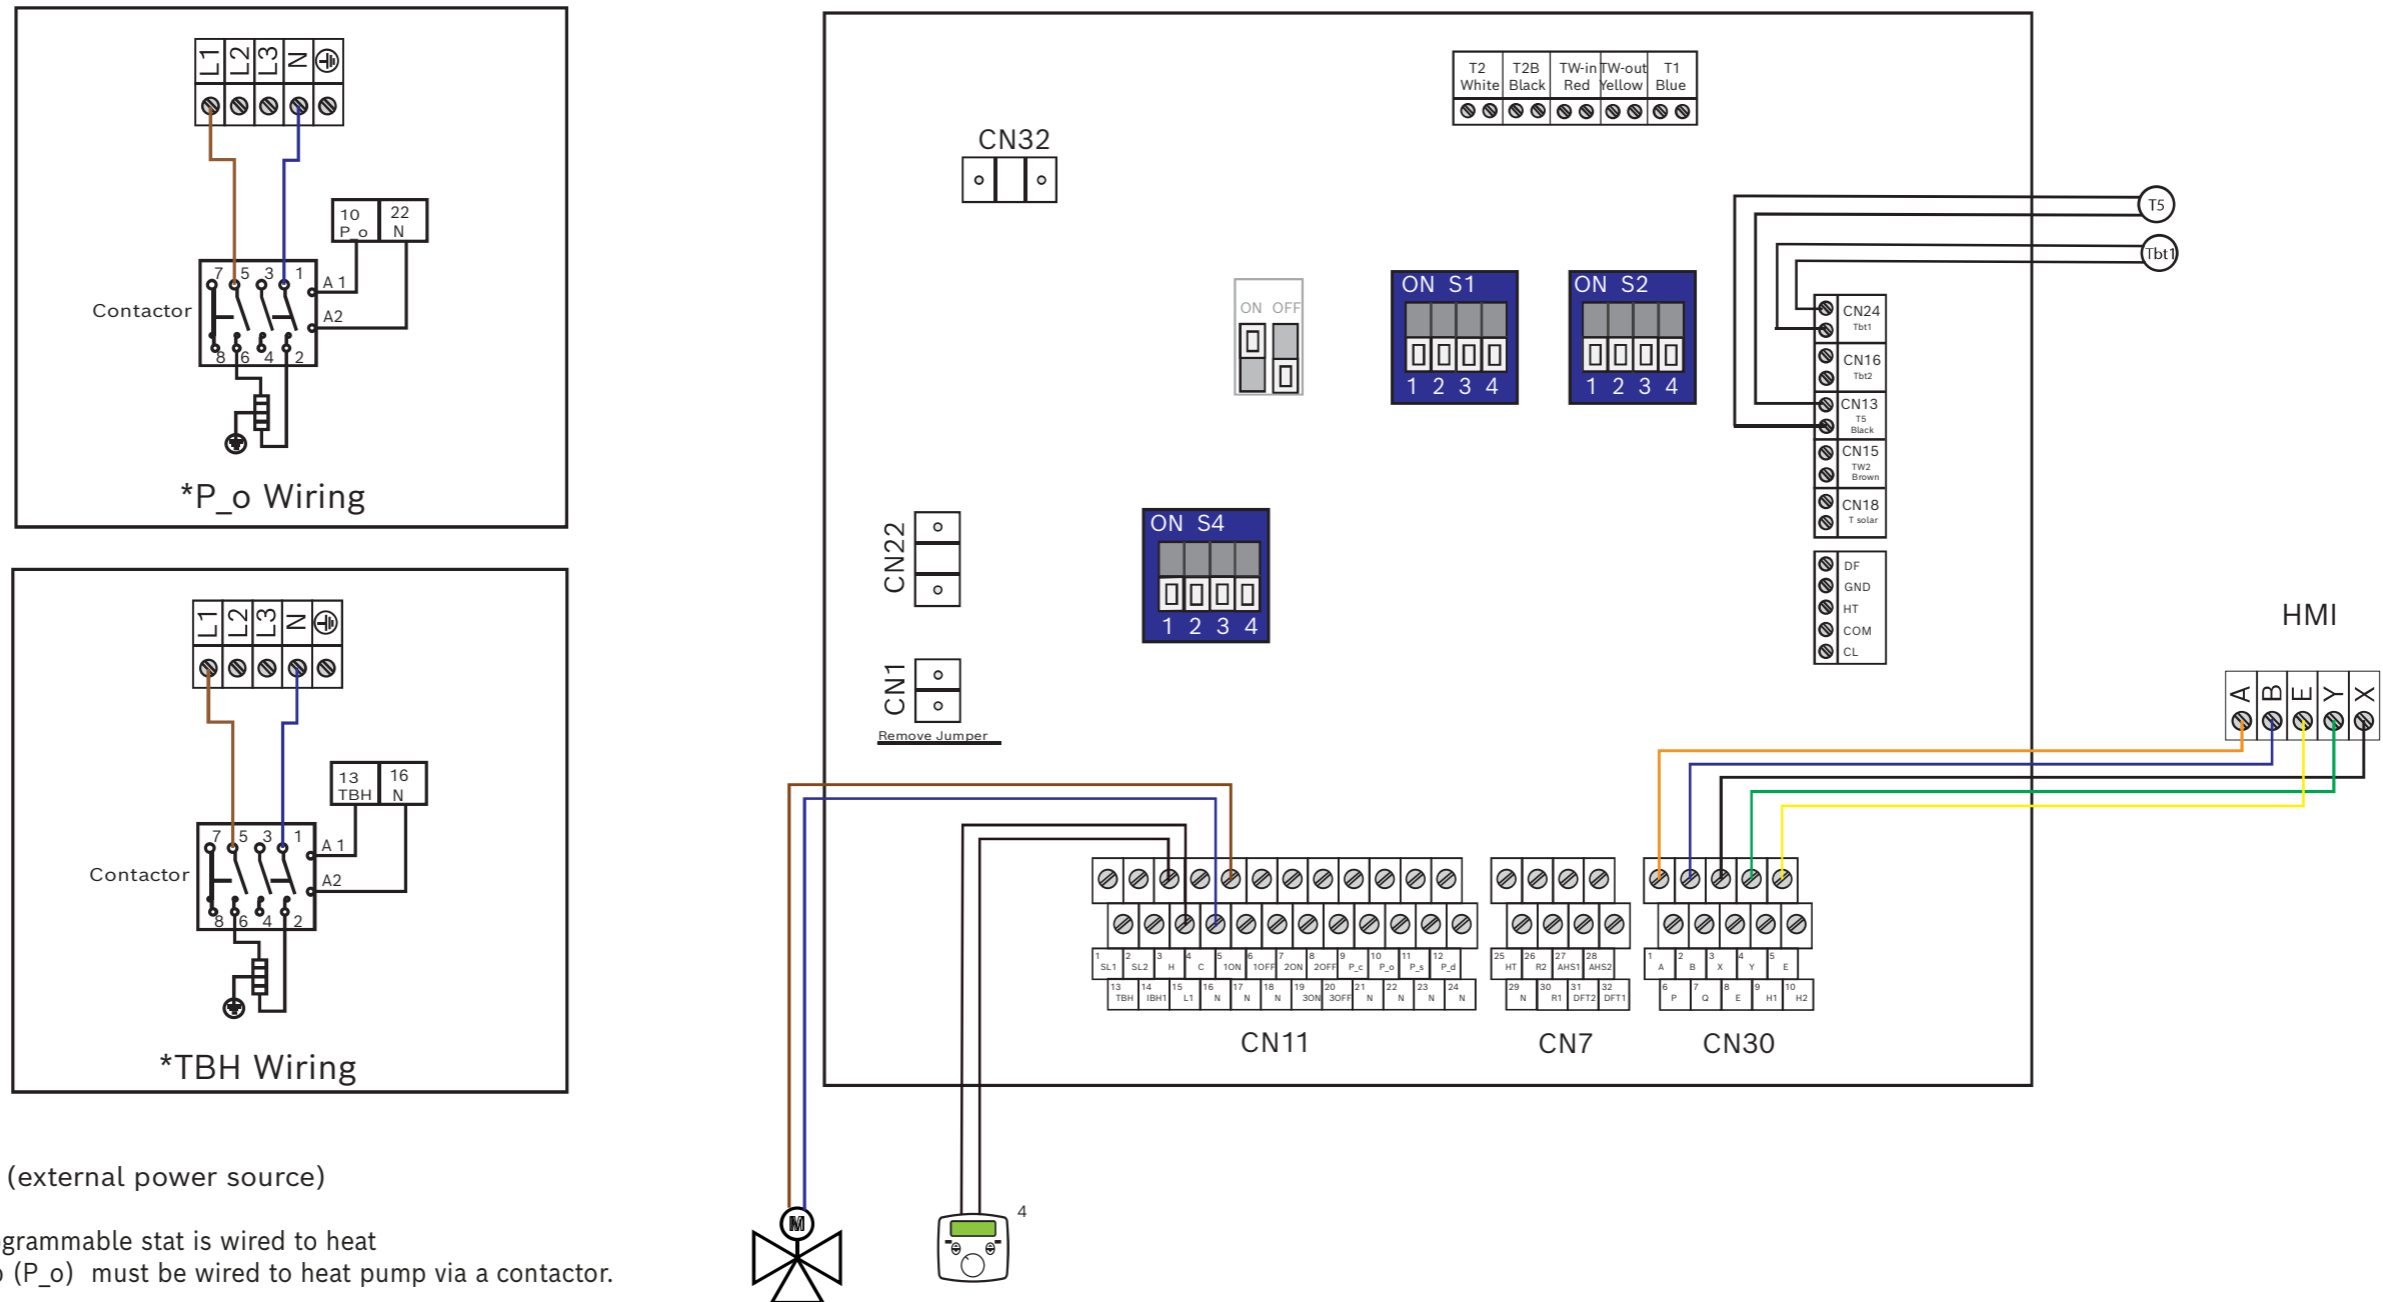 L1 L2 L3 N
10 22
P_o N
7 5 3 1 A 1
Contactor A2
8 6 4 2
*P_o Wiring
L1 L2 L3 N
13 16
TBH N
7 5 3 1 A 1
Contactor A2
8 6 4 2
*TBH Wiring
(external power source)
grammable stat is wired to heat
o (P_o) must be wired to heat pump via a contactor.
T2 T2B TW-in TW-out T1
White Black Red Yellow Blue
CN32
T5
Tbt1
ON OFF
ON S1
1 2 3 4
ON S2
1 2 3 4
CN24
Tbt1
CN16
Tbt2
CN13
T5
Black
CN15
TW2
Brown
CN18
T solar
CN22
ON S4
1 2 3 4
DF
GND
HT
COM
CL
CN1
Remove Jumper
HMI
A B E Y X
1 2 3 4 5 6 7 8 9 10 11 12
SL1 SL2 H C 1ON 1OFF 2ON 2OFF P_c P_o P_s P_d
13 14 15 16 17 18 19 20 21 22 23 24
TBH IBH1 L1 N N N 3ON 3OFF N N N N
CN11
25 26 27 28
HT R2 AHS1 AHS2
29 30 31 32
N R1 DFT2 DFT1
CN7
1 2 3 4 5
A B X Y E
6 7 8 9 10
P Q E H1 H2
CN30
M
4